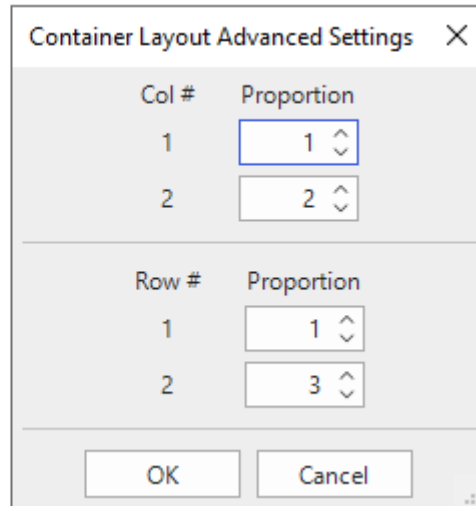 Container Layout Advanced Settings
Col # Proportion
1 1
2 2
Row # Proportion
1 1
2 3
OK Cancel